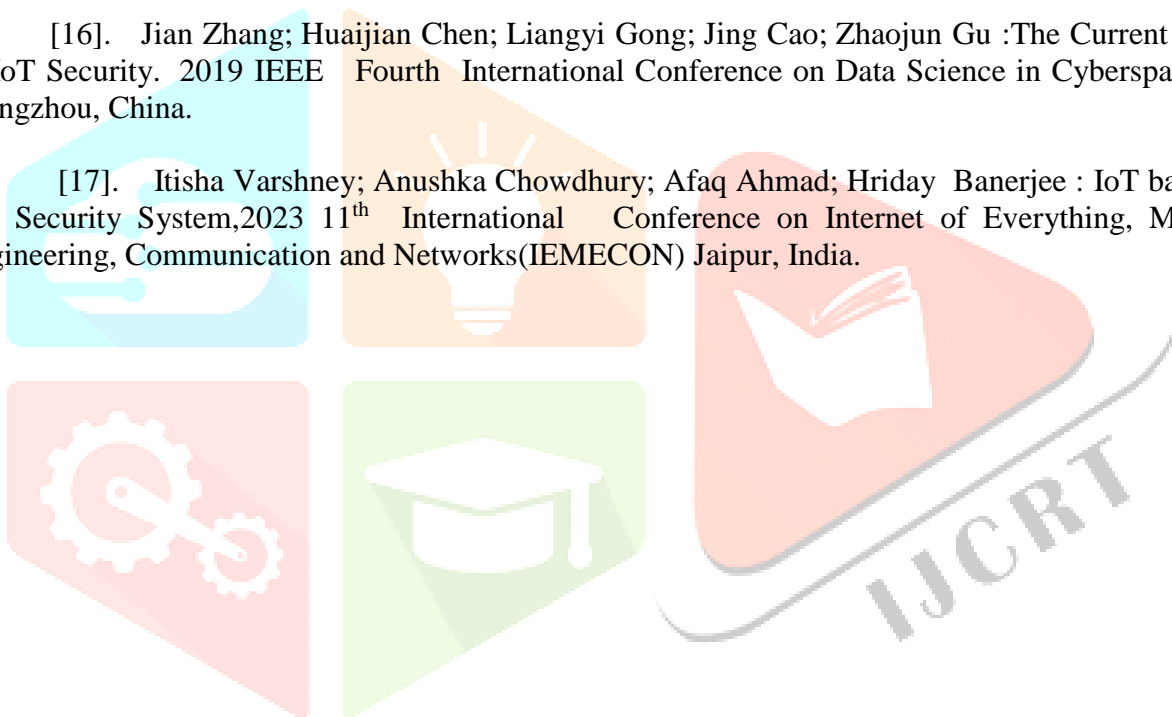 [16]. Jian Zhang; Huaijian Chen; Liangyi Gong; Jing Cao; Zhaojun Gu :The Current
IoT Security. 2019 IEEE Fourth International Conference on Data Science in Cyberspa
ngzhou, China.
[17]. Itisha Varshney; Anushka Chowdhury; Afaq Ahmad; Hriday Banerjee : IoT ba
Security System,2023 11th International Conference on Internet of Everything, M
gineering, Communication and Networks(IEMECON) Jaipur, India.
IJCRT